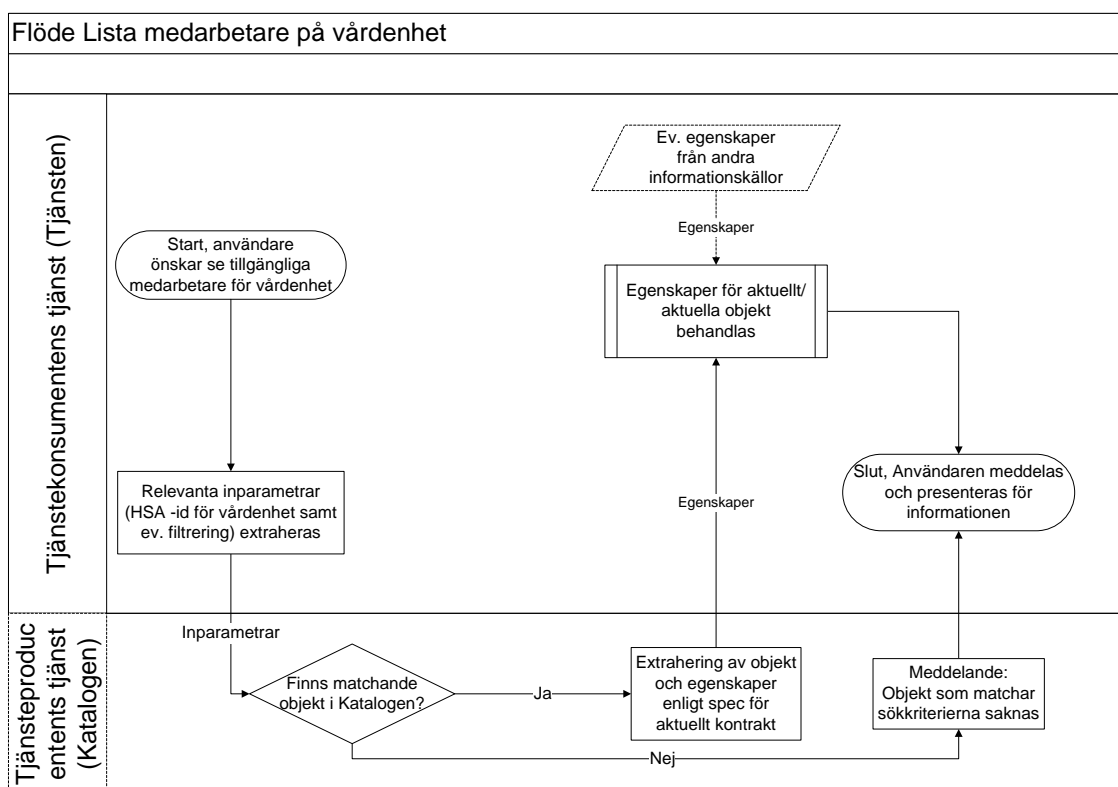 Flöde Lista medarbetare på vårdenhet
Tjänstekonsumentens tjänst (Tjänsten)
Start, användare
önskar se tillgängliga
medarbetare för vårdenhet
Relevanta inparametrar
(HSA -id för vårdenhet samt
ev. filtrering) extraheras
Ev. egenskaper
från andra
informationskällor
Egenskaper
Egenskaper för aktuellt/
aktuella objekt
behandlas
Egenskaper
Slut, Användaren meddelas
och presenteras för
informationen
Tjänsteproduc
entents tjänst
(Katalogen)
Inparametrar
Finns matchande
objekt i Katalogen?
Ja
Extrahering av objekt
och egenskaper
enligt spec för
aktuellt kontrakt
Meddelande:
Objekt som matchar
sökkriterierna saknas
Nej